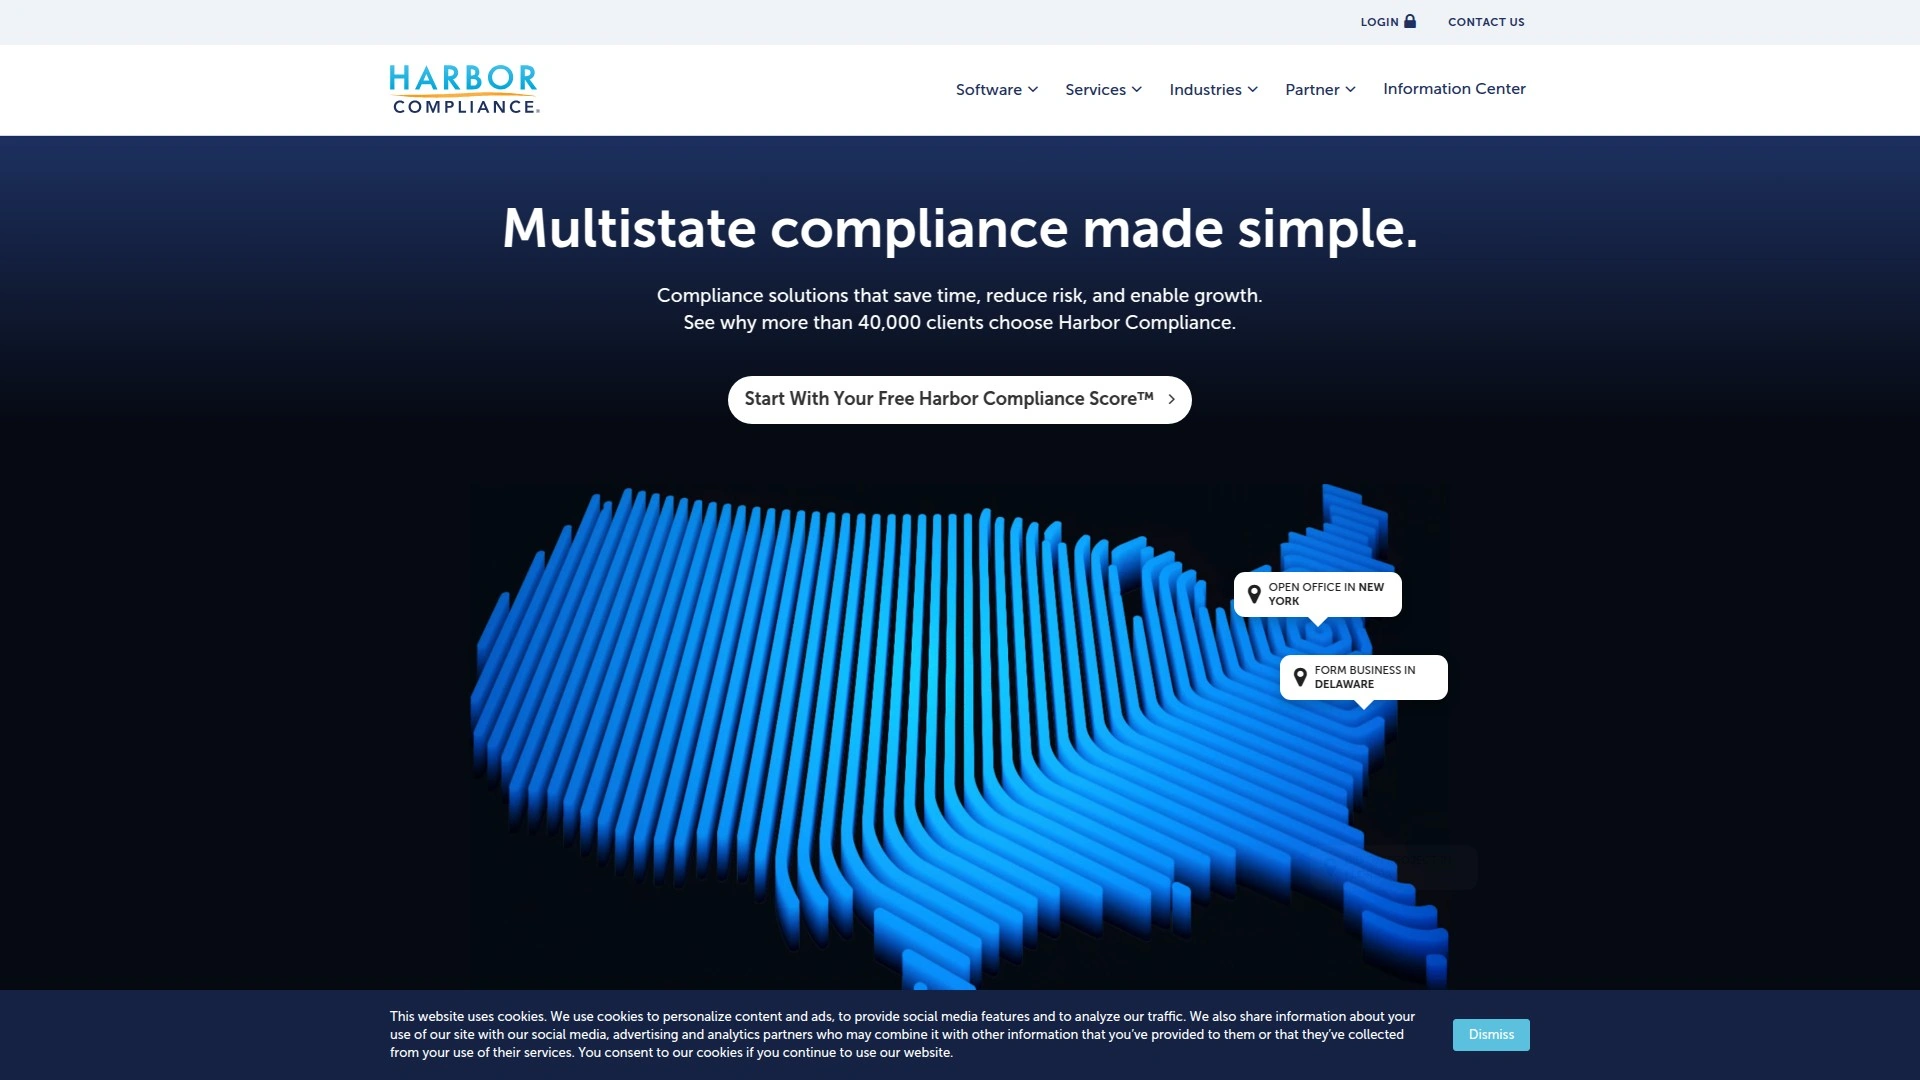 LOGIN
CONTACT US
HARBOR
COMPLIANCE®
Software
Services
Industries
Partner
Information Center
Multistate compliance made simple.
Compliance solutions that save time, reduce risk, and enable growth.
See why more than 40,000 clients choose Harbor Compliance.
Start With Your Free Harbor Compliance Score™
OPEN OFFICE IN NEW
YORK
FORM BUSINESS IN
DELAWARE
This website uses cookies. We use cookies to personalize content and ads, to provide social media features and to analyze our traffic. We also share information about your
use of our site with our social media, advertising and analytics partners who may combine it with other information that you’ve provided to them or that they’ve collected
from your use of their services. You consent to our cookies if you continue to use our website.
Dismiss